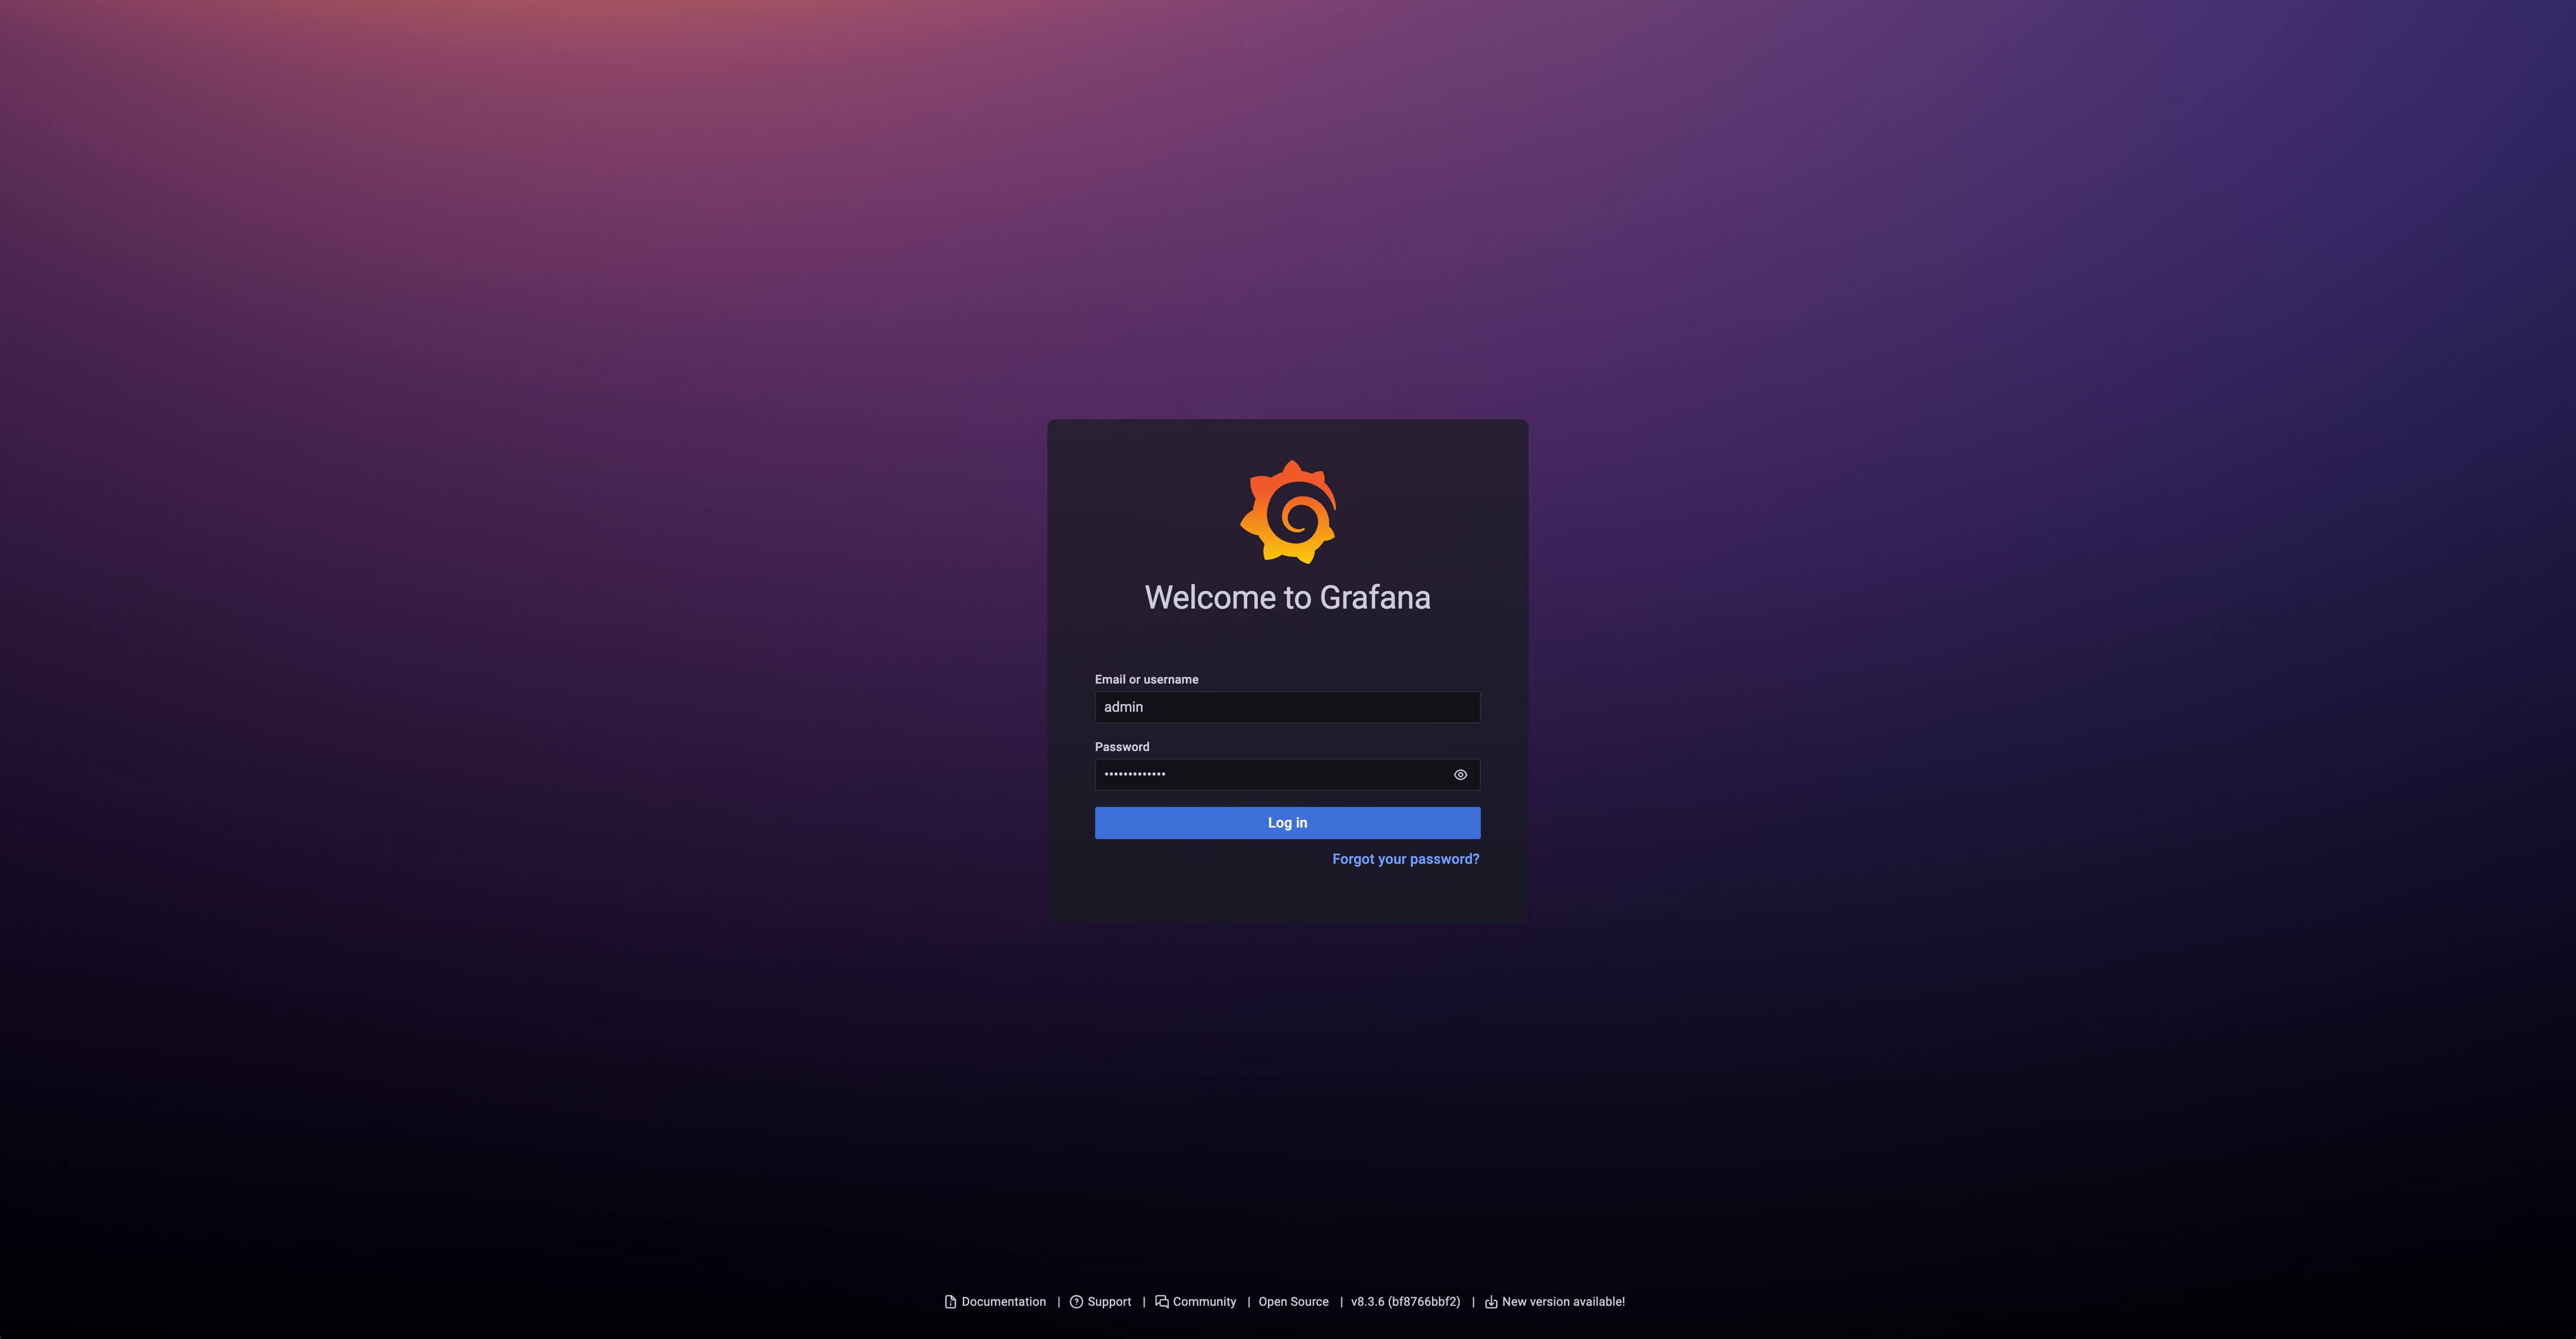 Welcome to Grafana
Email or username
admin
Password
•••••••••••••
Log in
Forgot your password?
Documentation | Support | Community | Open Source | v8.3.6 (bf8766bbf2) | New version available!